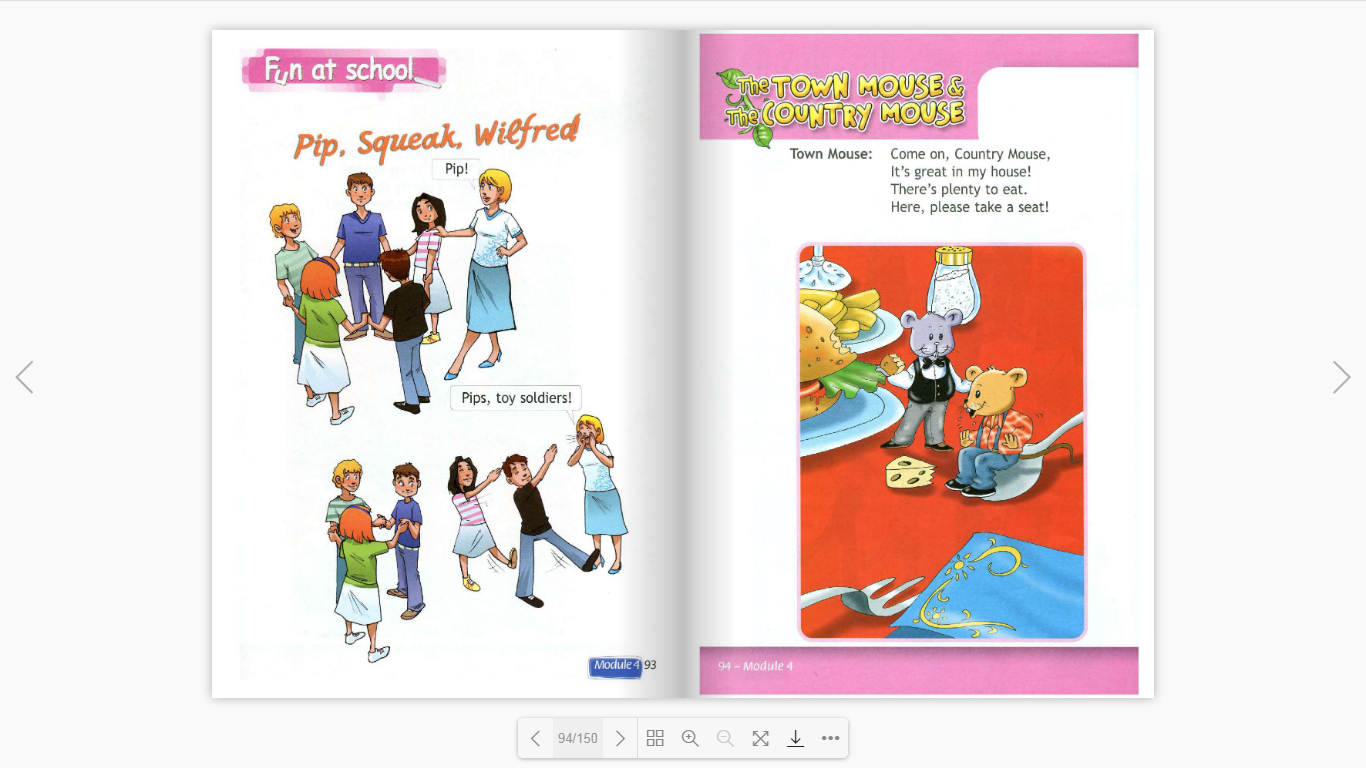 Fun at school
Pip, Squeak, Wilfred!
Pip!
Pips, toy soldiers!
Module 4 93
The TOWN MOUSE &
The COUNTRY MOUSE
Town Mouse: Come on, Country Mouse,
It's great in my house!
There's plenty to eat.
Here, please take a seat!
94 – Module 4
94/150